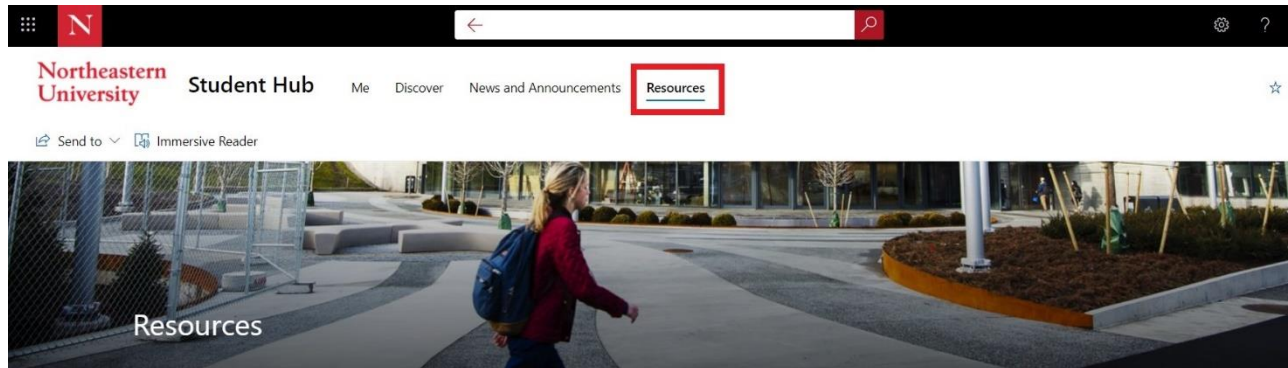 N
?
Northeastern
University
Student Hub
Me
Discover
News and Announcements
Resources
Send to
Immersive Reader
Resources